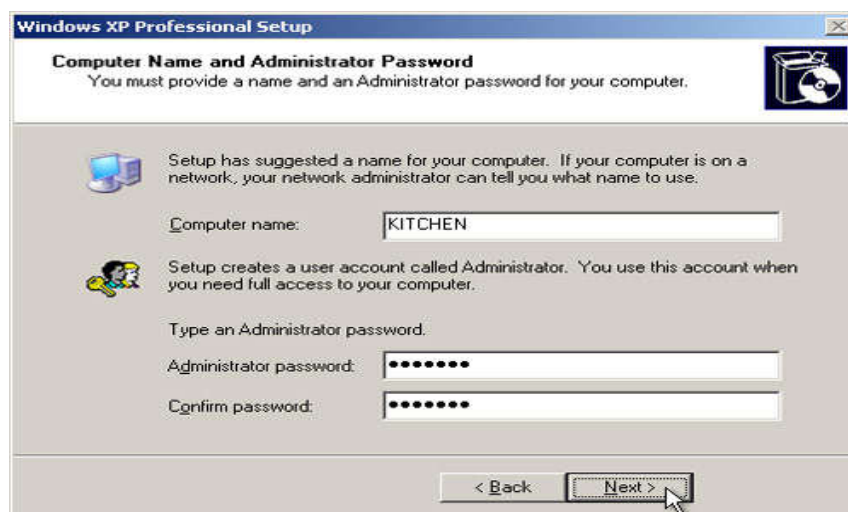 Windows XP Professional Setup
Computer Name and Administrator Password
You must provide a name and an Administrator password for your computer.
Setup has suggested a name for your computer. If your computer is on a
network, your network administrator can tell you what name to use.
Computer name: KITCHEN
Setup creates a user account called Administrator. You use this account when
you need full access to your computer.
Type an Administrator password.
Administrator password: •••••••
Confirm password: •••••••
< Back Next >